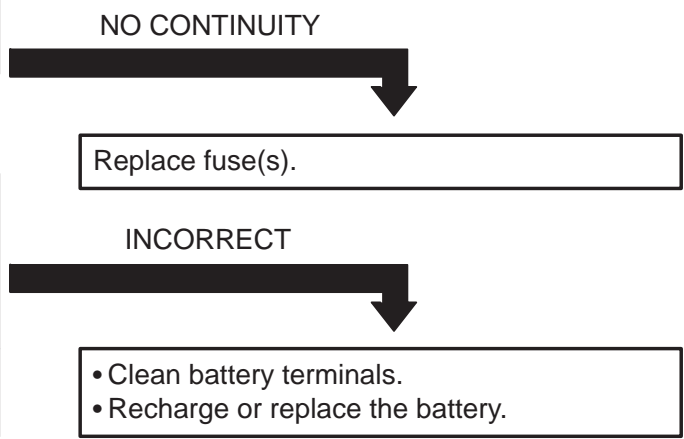 NO CONTINUITY
Replace fuse(s).
INCORRECT
• Clean battery terminals.
• Recharge or replace the battery.